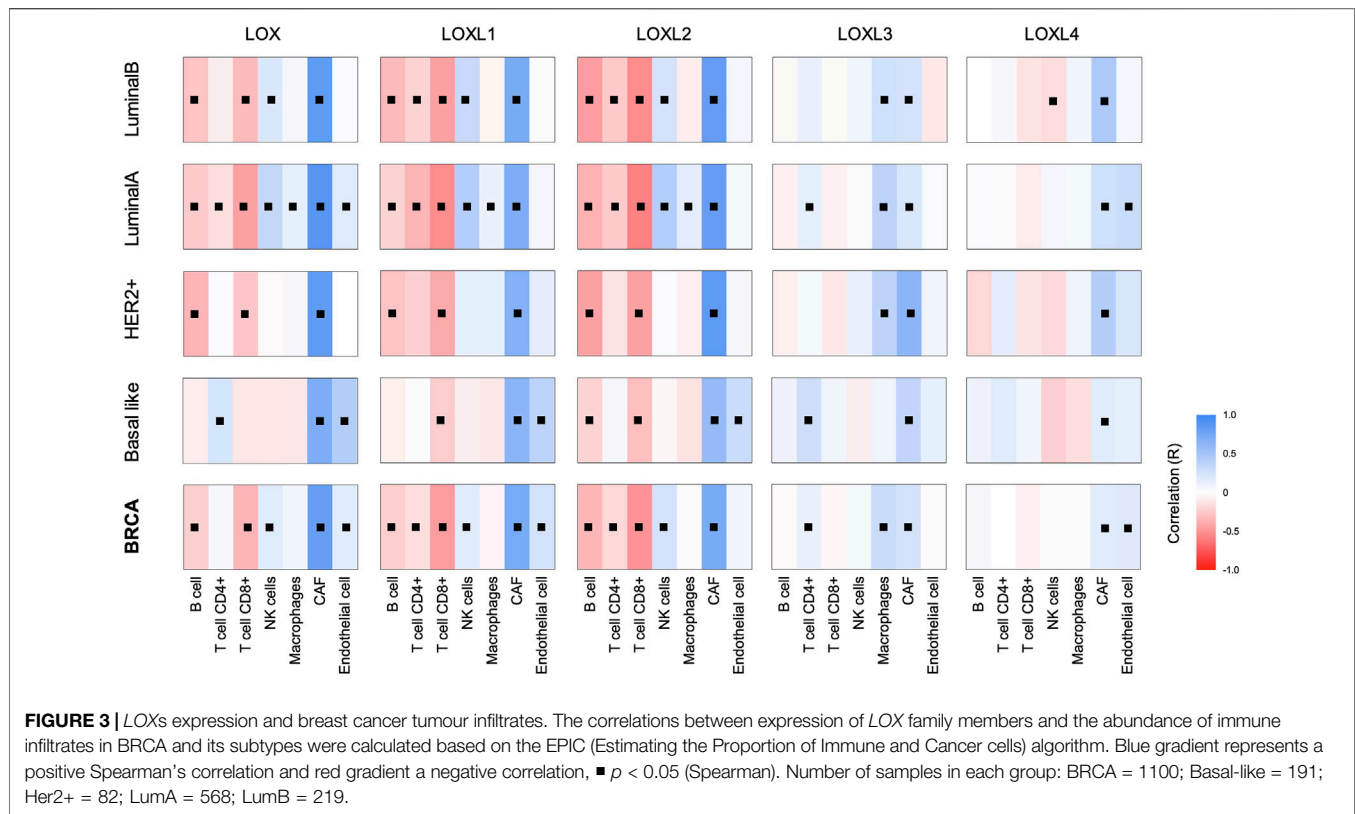 LOX LOXL1 LOXL2 LOXL3 LOXL4
LuminalB
LuminalA
HER2+
Basal like
BRCA
1.0
0.5
0
-0.5
-1.0
Correlation (R)
B cell
T cell CD4+
T cell CD8+
NK cells
Macrophages
CAF
Endothelial cell
B cell
T cell CD4+
T cell CD8+
NK cells
Macrophages
CAF
Endothelial cell
B cell
T cell CD4+
T cell CD8+
NK cells
Macrophages
CAF
Endothelial cell
B cell
T cell CD4+
T cell CD8+
NK cells
Macrophages
CAF
Endothelial cell
B cell
T cell CD4+
T cell CD8+
NK cells
Macrophages
CAF
Endothelial cell
FIGURE 3 | LOXs expression and breast cancer tumour infiltrates. The correlations between expression of LOX family members and the abundance of immune
infiltrates in BRCA and its subtypes were calculated based on the EPIC (Estimating the Proportion of Immune and Cancer cells) algorithm. Blue gradient represents a
positive Spearman's correlation and red gradient a negative correlation, ■ p < 0.05 (Spearman). Number of samples in each group: BRCA = 1100; Basal-like = 191;
Her2+ = 82; LumA = 568; LumB = 219.